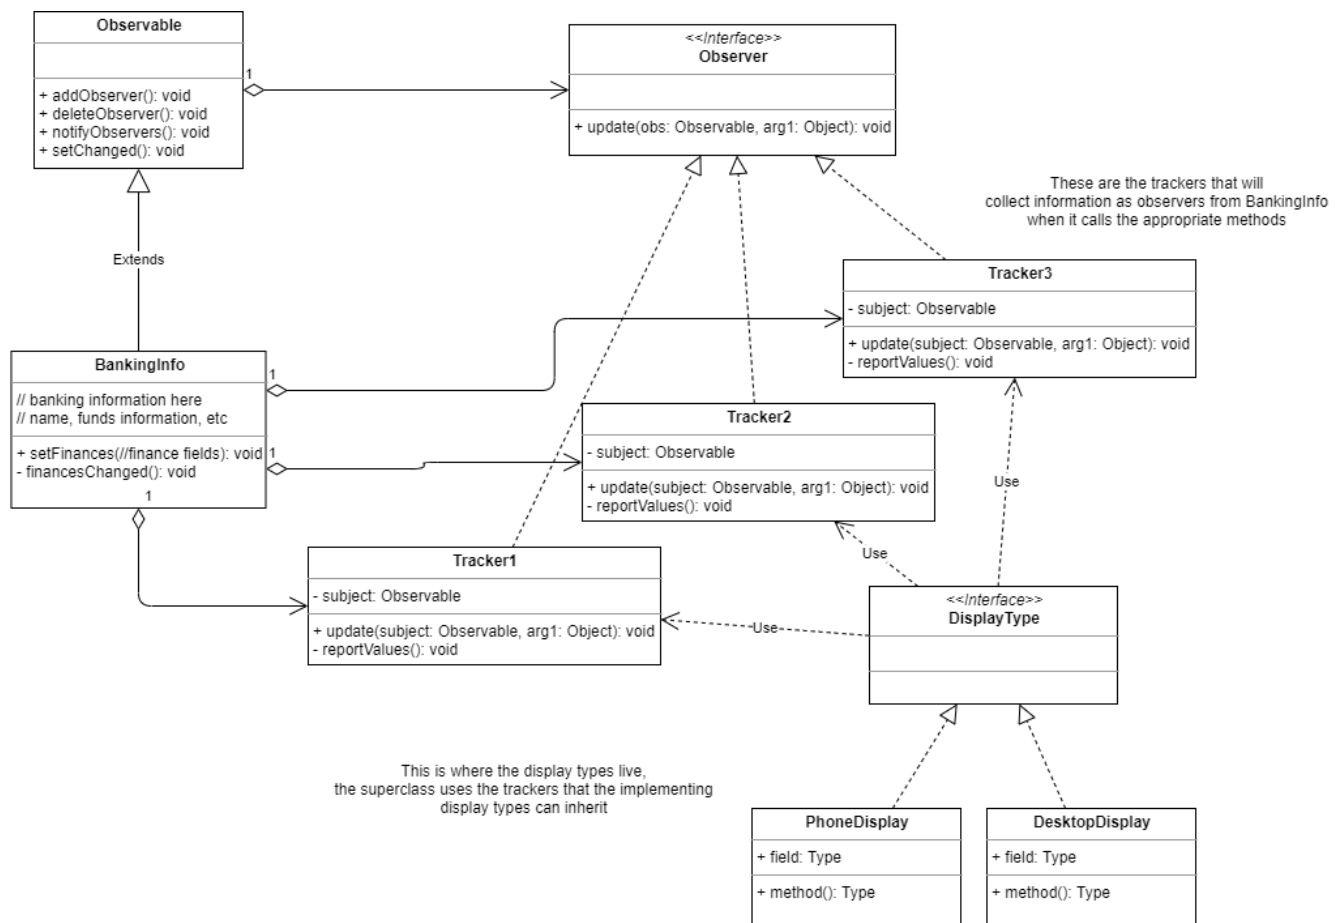 Observable
+ addObserver(): void
+ deleteObserver(): void
+ notifyObservers(): void
+ setChanged(): void
1
<<Interface>>
Observer
+ update(obs: Observable, arg1: Object): void
These are the trackers that will
collect information as observers from BankingInfo
when it calls the appropriate methods
Extends
Tracker3
- subject: Observable
+ update(subject: Observable, arg1: Object): void
- reportValues(): void
BankingInfo
// banking information here
// name, funds information, etc
+ setFinances(//finance fields): void
- financesChanged(): void
1
1
1
Tracker2
- subject: Observable
+ update(subject: Observable, arg1: Object): void
- reportValues(): void
Use
Use
Tracker1
- subject: Observable
+ update(subject: Observable, arg1: Object): void
- reportValues(): void
Use
<<Interface>>
DisplayType
This is where the display types live,
the superclass uses the trackers that the implementing
display types can inherit
PhoneDisplay
+ field: Type
+ method(): Type
DesktopDisplay
+ field: Type
+ method(): Type